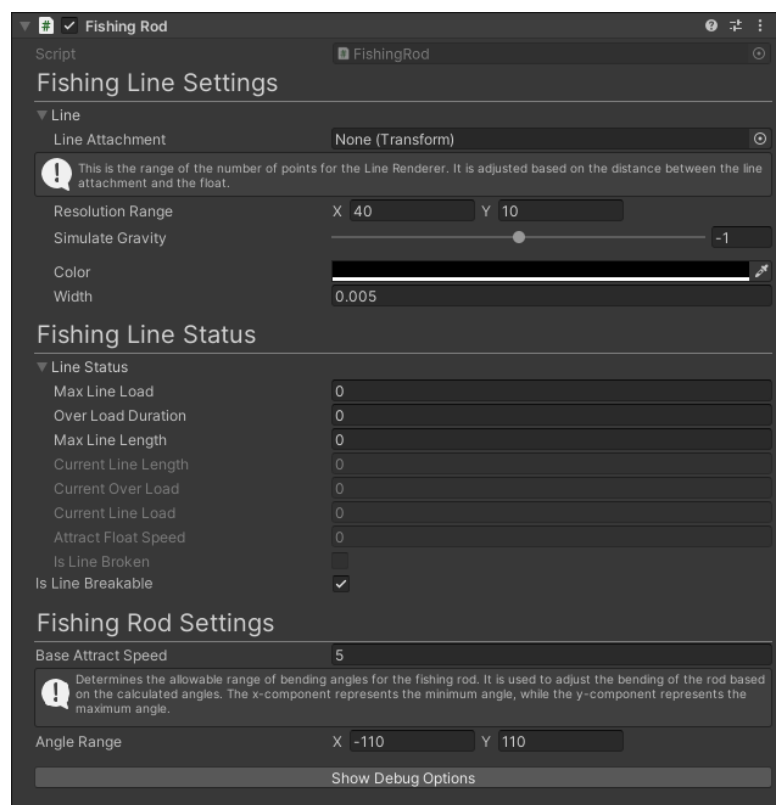 Fishing Rod
Script FishingRod
Fishing Line Settings
Line
Line Attachment None (Transform)
This is the range of the number of points for the Line Renderer. It is adjusted based on the distance between the line
attachment and the float.
Resolution Range X 40 Y 10
Simulate Gravity -1
Color
Width 0.005
Fishing Line Status
Line Status
Max Line Load 0
Over Load Duration 0
Max Line Length 0
Current Line Length 0
Current Over Load 0
Current Line Load 0
Attract Float Speed 0
Is Line Broken
Is Line Breakable
Fishing Rod Settings
Base Attract Speed 5
Determines the allowable range of bending angles for the fishing rod. It is used to adjust the bending of the rod based
on the calculated angles. The x-component represents the minimum angle, while the y-component represents the
maximum angle.
Angle Range X -110 Y 110
Show Debug Options